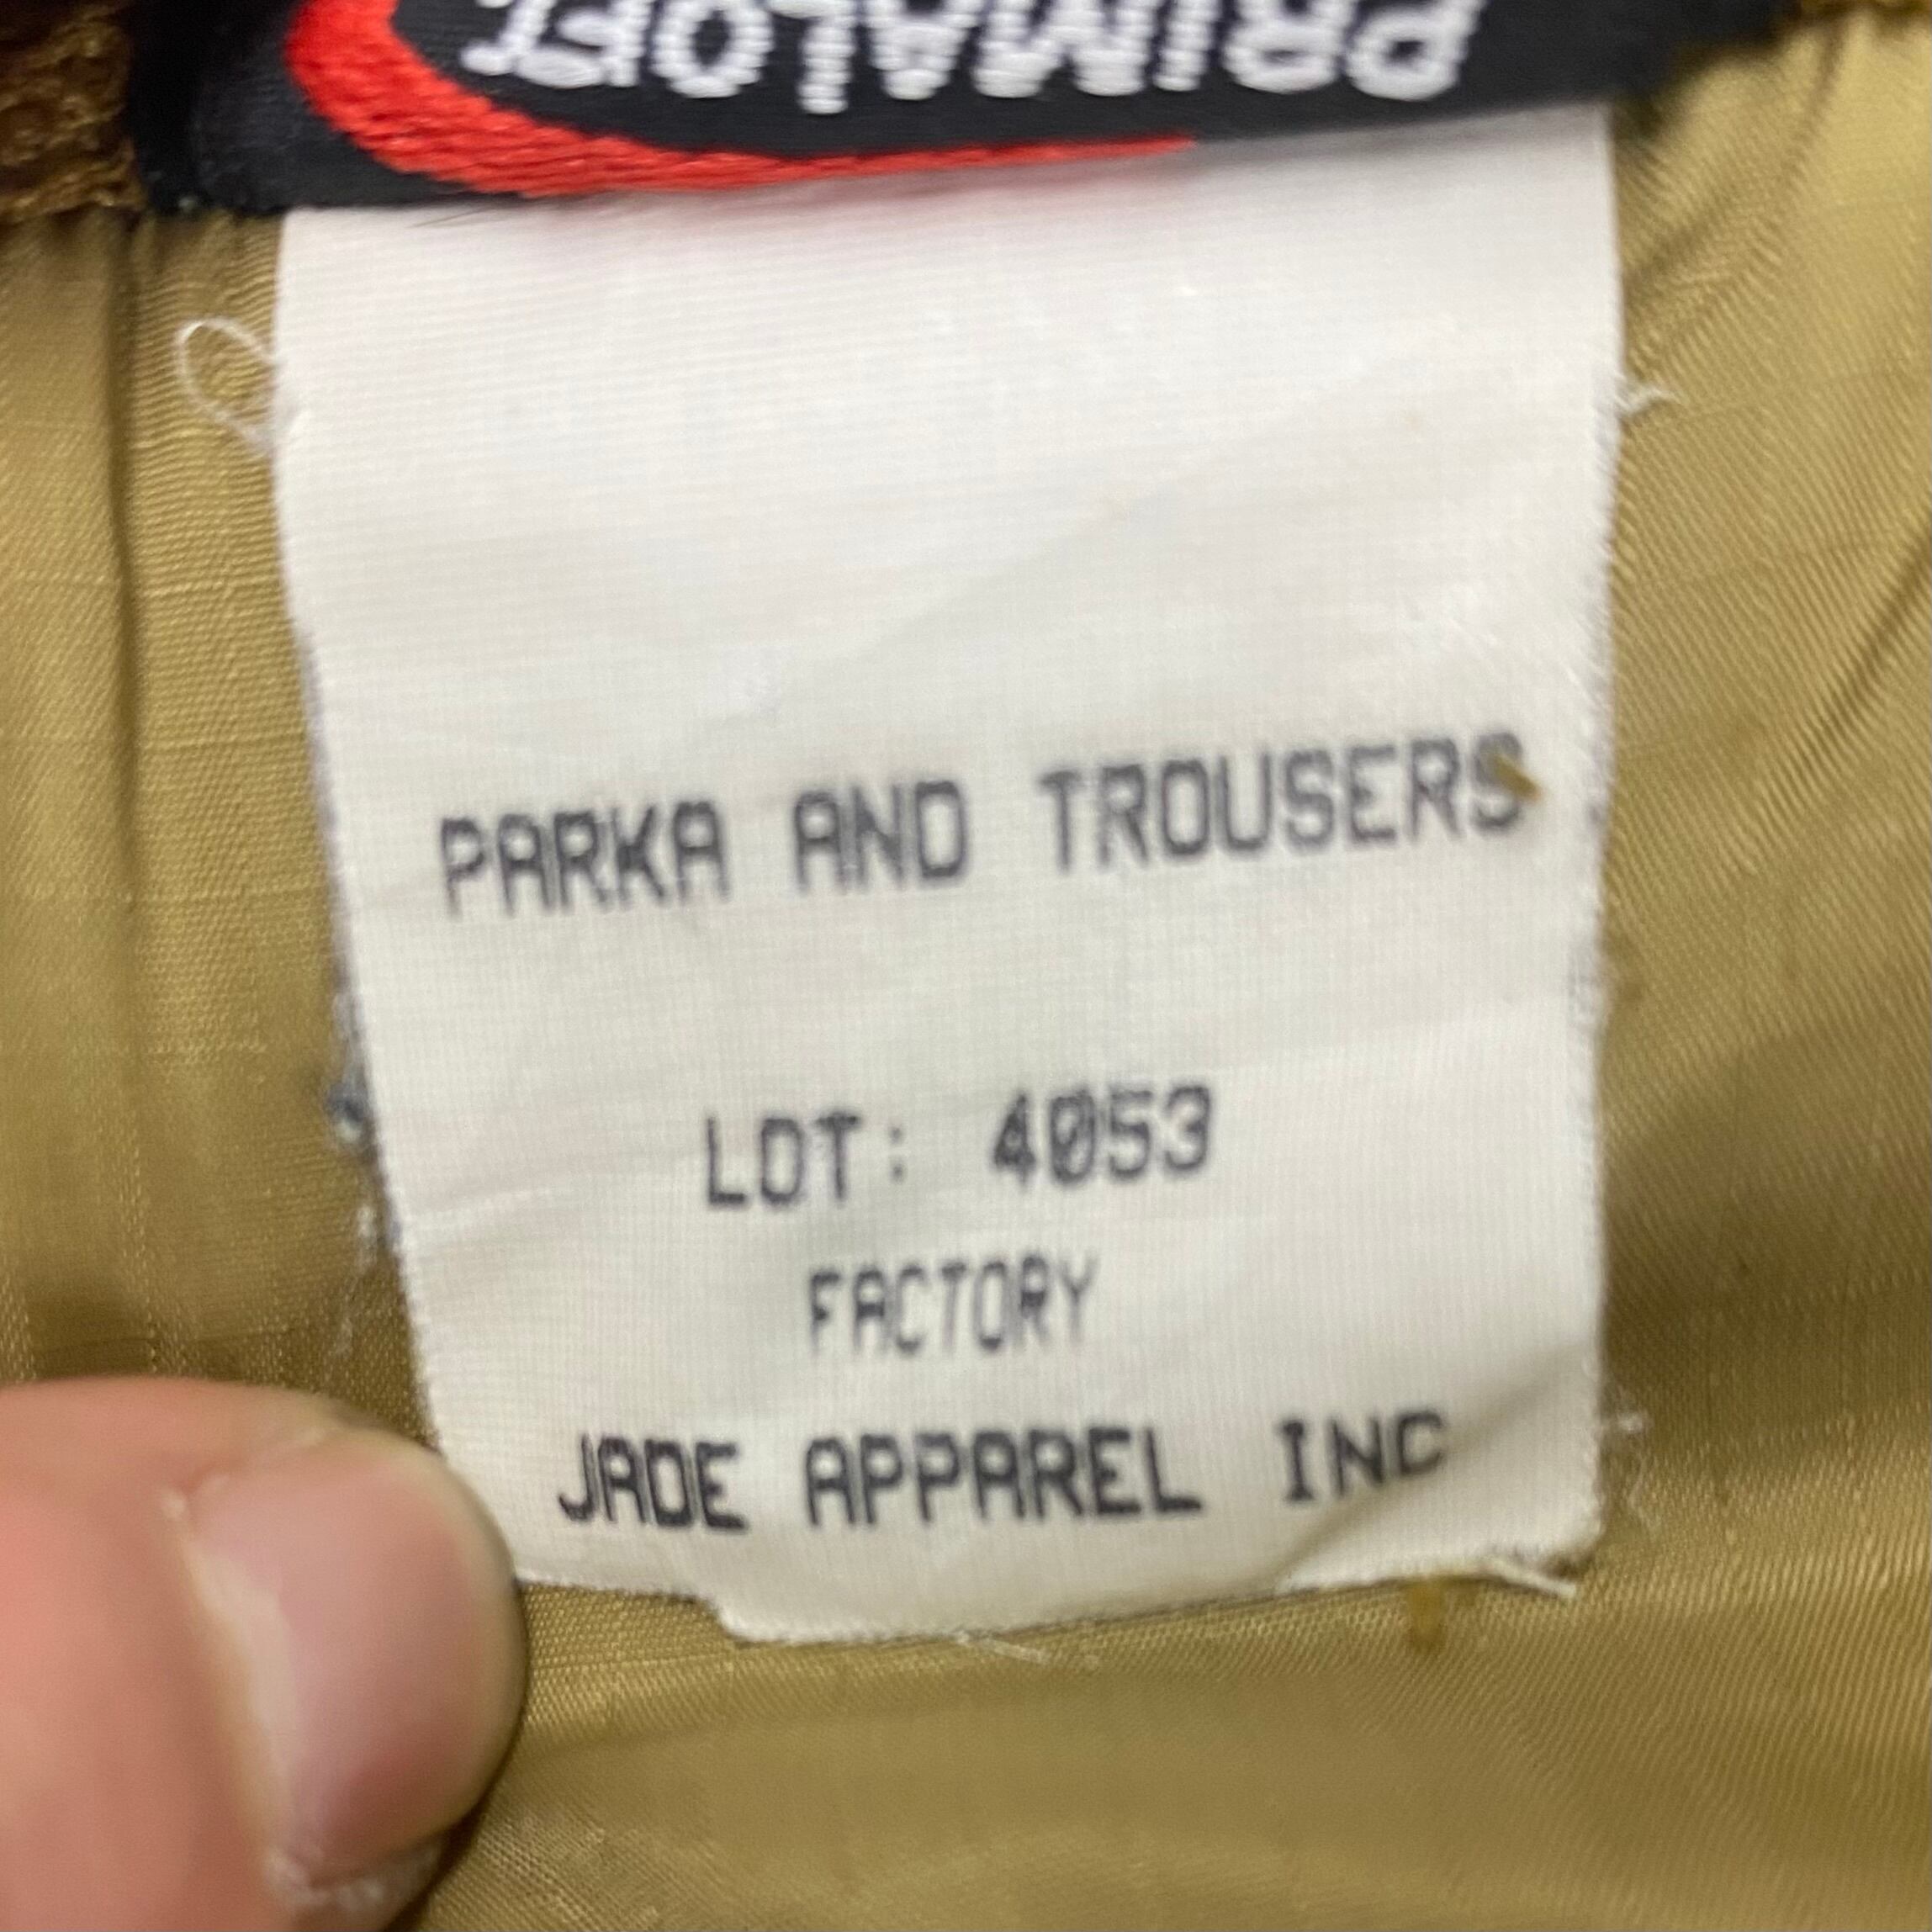 PRIMALOFT
PARKA AND TROUSERS
LOT: 4053
FACTORY
JADE APPAREL INC